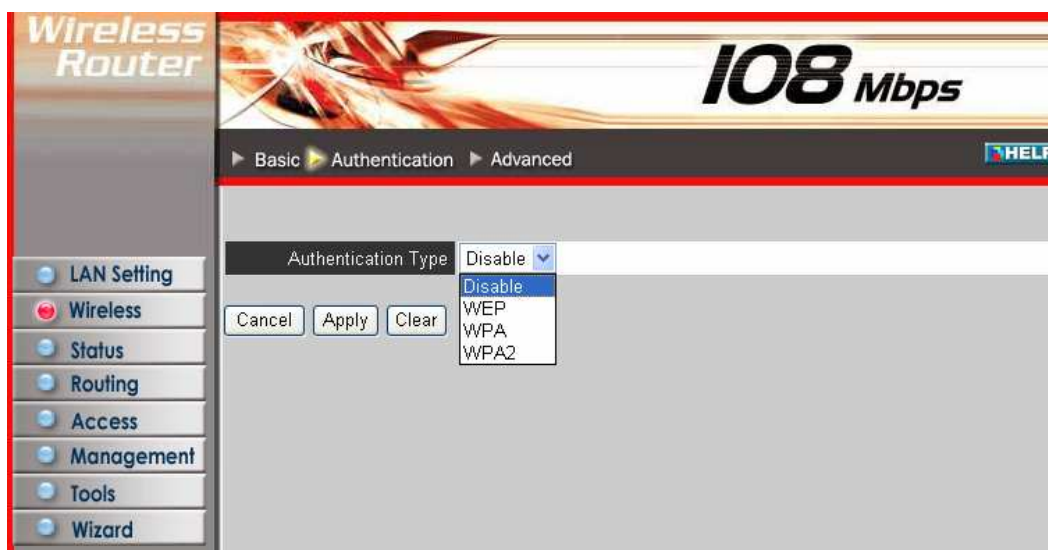 Wireless
Router
108 Mbps
Basic Authentication Advanced
HELP
Authentication Type Disable
Disable
WEP
WPA
WPA2
Cancel Apply Clear
LAN Setting
Wireless
Status
Routing
Access
Management
Tools
Wizard